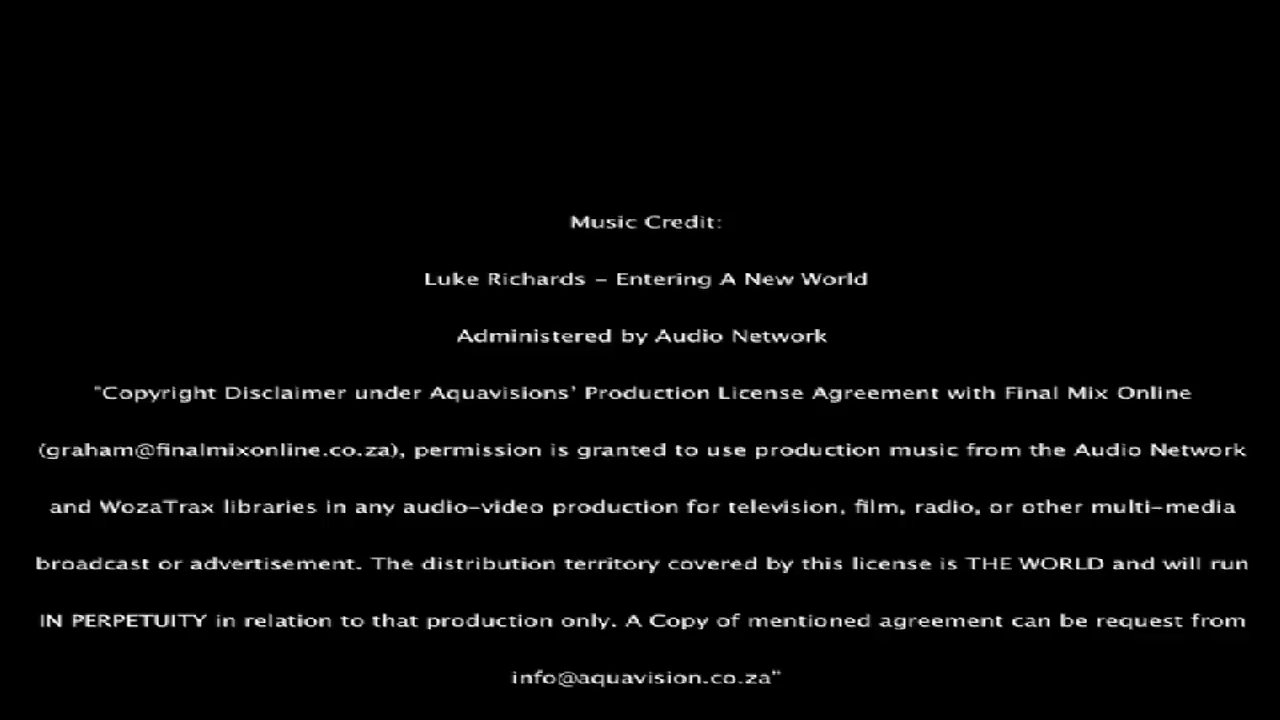 Music Credit:
Luke Richards - Entering A New World
Administered by Audio Network
"Copyright Disclaimer under Aquavisions' Production License Agreement with Final Mix Online
(graham@finalmixonline.co.za), permission is granted to use production music from the Audio Network
and WozaTrax libraries in any audio-video production for television, film, radio, or other multi-media
broadcast or advertisement. The distribution territory covered by this license is THE WORLD and will run
IN PERPETUITY in relation to that production only. A Copy of mentioned agreement can be request from
info@aquavision.co.za"